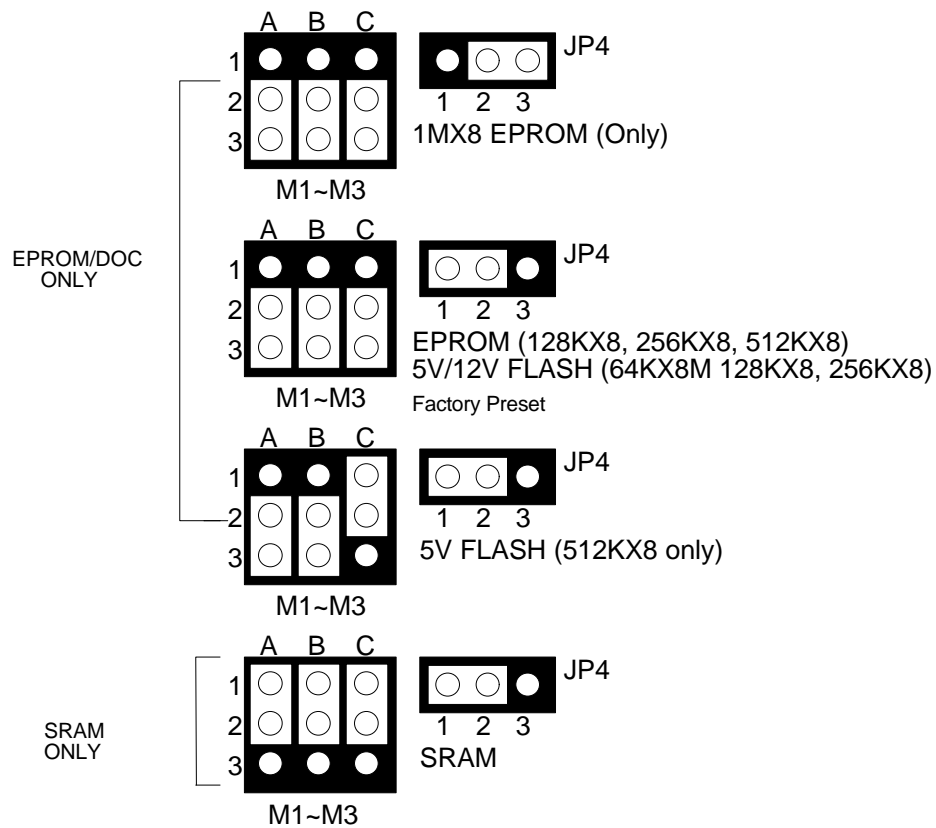 A B C
1
2
3
M1~M3
JP4
1 2 3
1MX8 EPROM (Only)
EPROM/DOC
ONLY
A B C
1
2
3
M1~M3
JP4
1 2 3
EPROM (128KX8, 256KX8, 512KX8)
5V/12V FLASH (64KX8M 128KX8, 256KX8)
Factory Preset
A B C
1
2
3
M1~M3
JP4
1 2 3
5V FLASH (512KX8 only)
SRAM
ONLY
A B C
1
2
3
M1~M3
JP4
1 2 3
SRAM